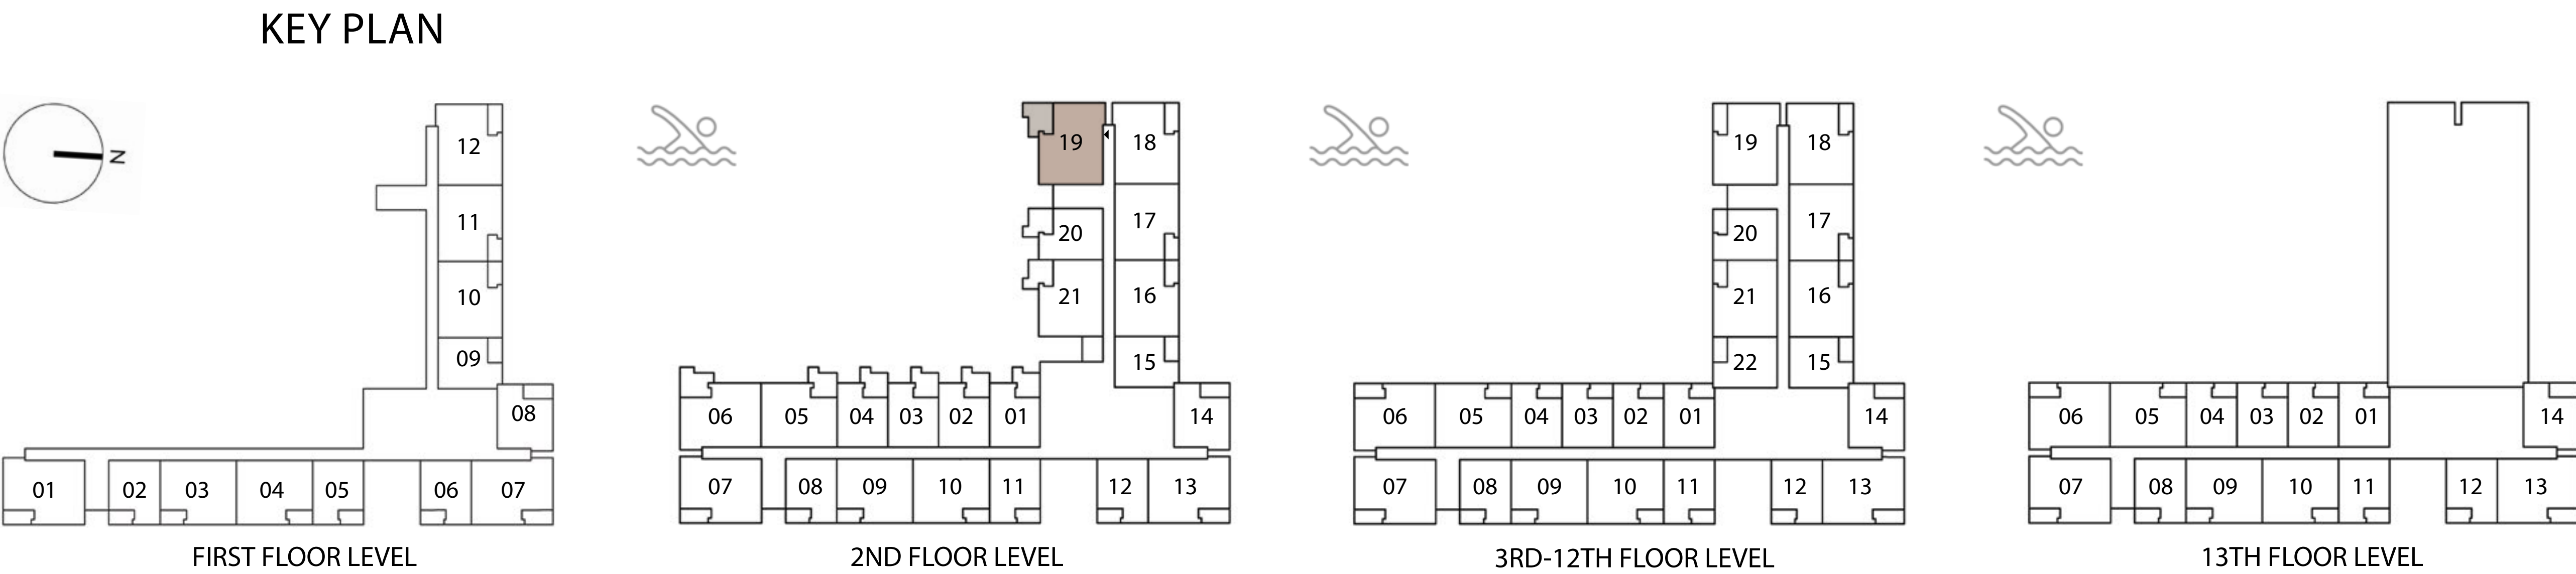 KEY PLAN
N
12
11
10
09
08
01 02 03 04 05 06 07
FIRST FLOOR LEVEL
19 18
17
20
21 16
15
06 05 04 03 02 01 14
07 08 09 10 11 12 13
2ND FLOOR LEVEL
19 18
17
20
21 16
22 15
06 05 04 03 02 01 14
07 08 09 10 11 12 13
3RD-12TH FLOOR LEVEL
06 05 04 03 02 01 14
07 08 09 10 11 12 13
13TH FLOOR LEVEL